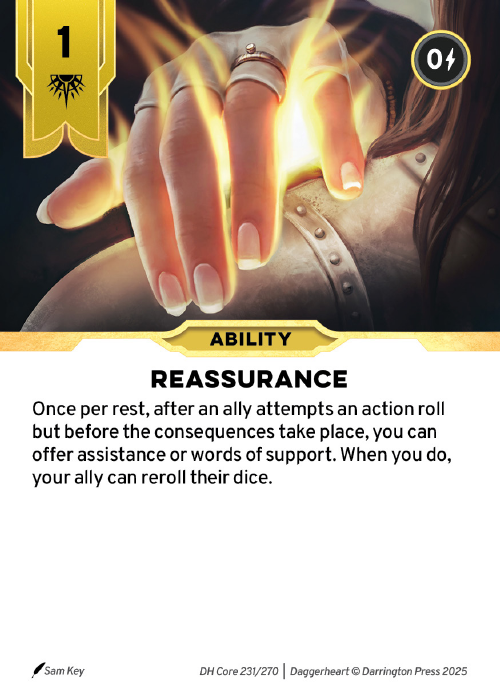 1
0
ABILITY
REASSURANCE
Once per rest, after an ally attempts an action roll
but before the consequences take place, you can
offer assistance or words of support. When you do,
your ally can reroll their dice.
Sam Key
DH Core 231/270 | Daggerheart © Darrington Press 2025